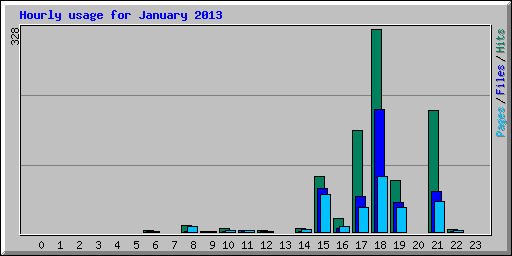 Hourly usage for January 2013
328
Pages/Files/Hits
0 1 2 3 4 5 6 7 8 9 10 11 12 13 14 15 16 17 18 19 20 21 22 23